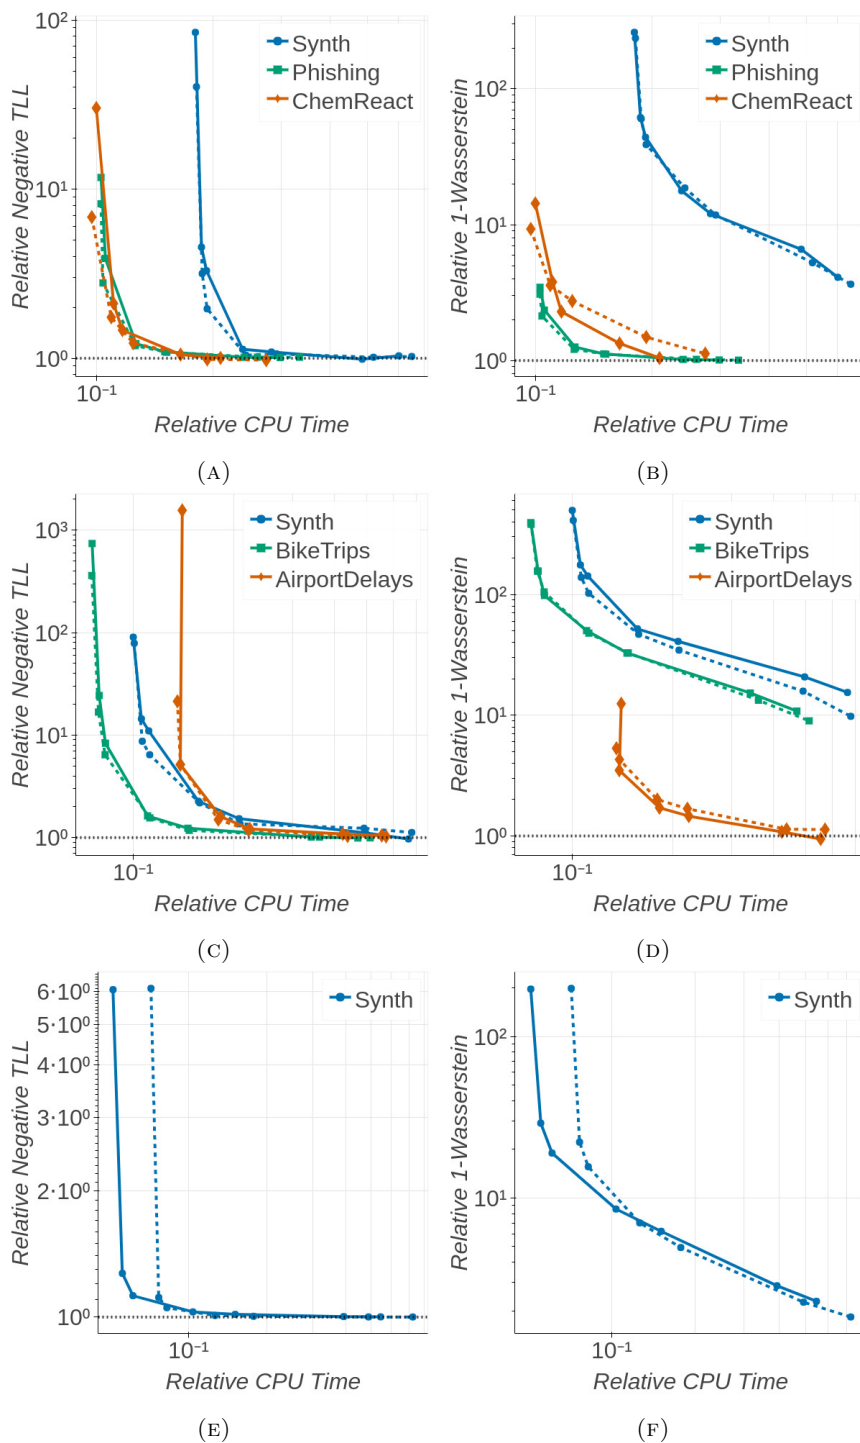 Relative Negative TLL
10²
10¹
10⁰
Synth
Phishing
ChemReact
10⁻¹
Relative CPU Time
(A)
Relative 1-Wasserstein
10²
10¹
10⁰
Synth
Phishing
ChemReact
10⁻¹
Relative CPU Time
(B)
Relative Negative TLL
10³
10²
10¹
10⁰
Synth
BikeTrips
AirportDelays
10⁻¹
Relative CPU Time
(C)
Relative 1-Wasserstein
10²
10¹
10⁰
Synth
BikeTrips
AirportDelays
10⁻¹
Relative CPU Time
(D)
Relative Negative TLL
6·10⁰
5·10⁰
4·10⁰
3·10⁰
2·10⁰
10⁰
Synth
10⁻¹
Relative CPU Time
(E)
Relative 1-Wasserstein
10²
10¹
Synth
10⁻¹
Relative CPU Time
(F)